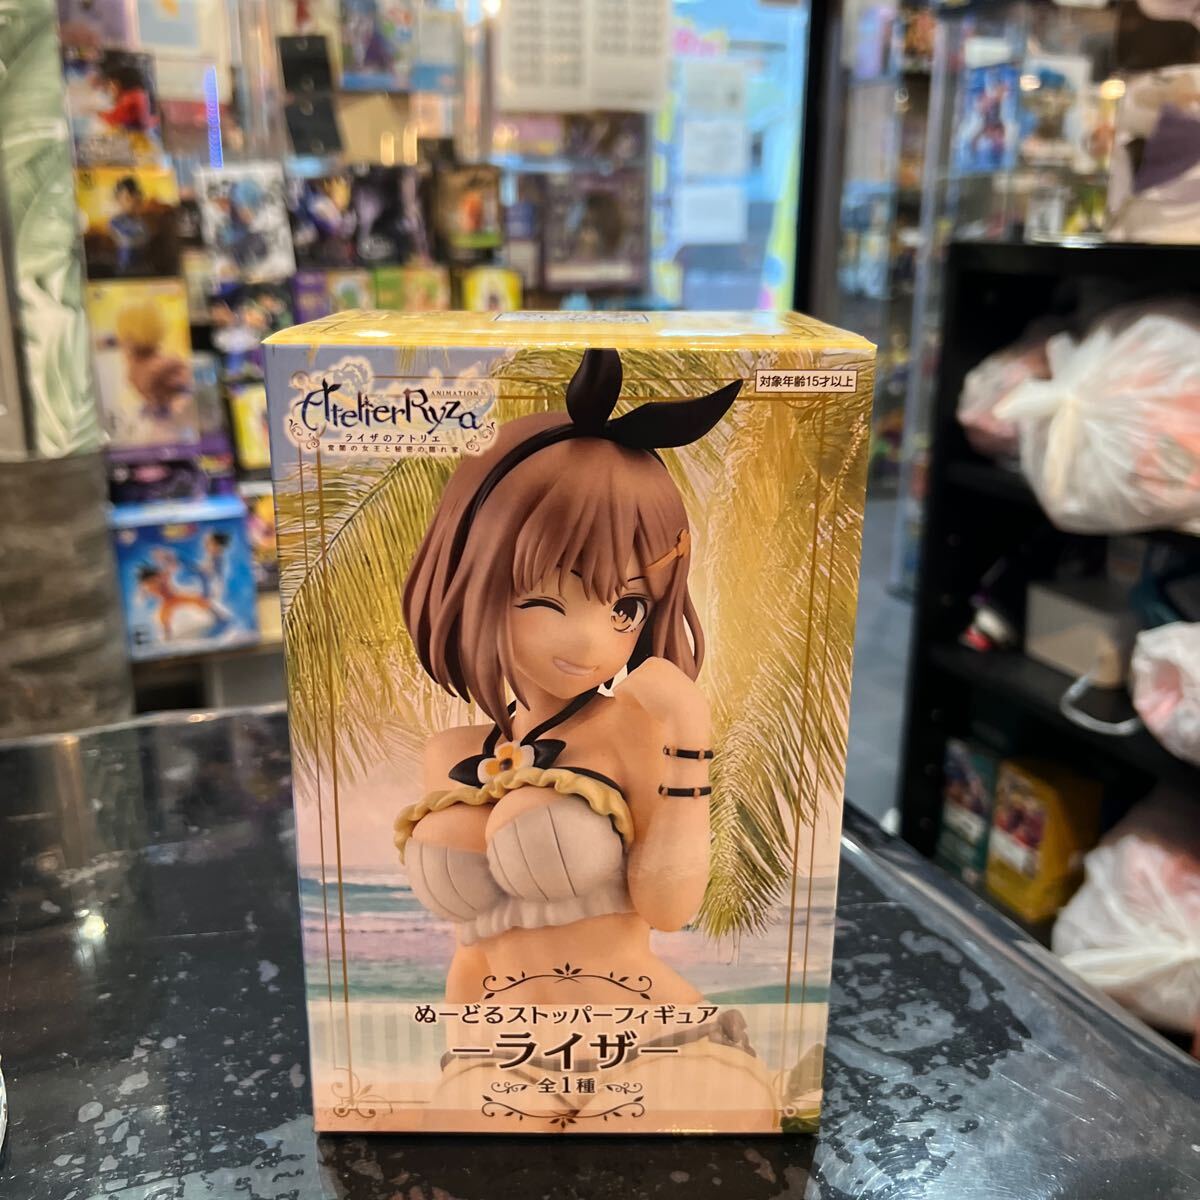 ANIMATION
Atelier Ryza
ライザのアトリエ
常闇の女王と秘密の隠れ家
対象年齢15才以上
ぬーどるストッパーフィギュア
ーライザー
全1種